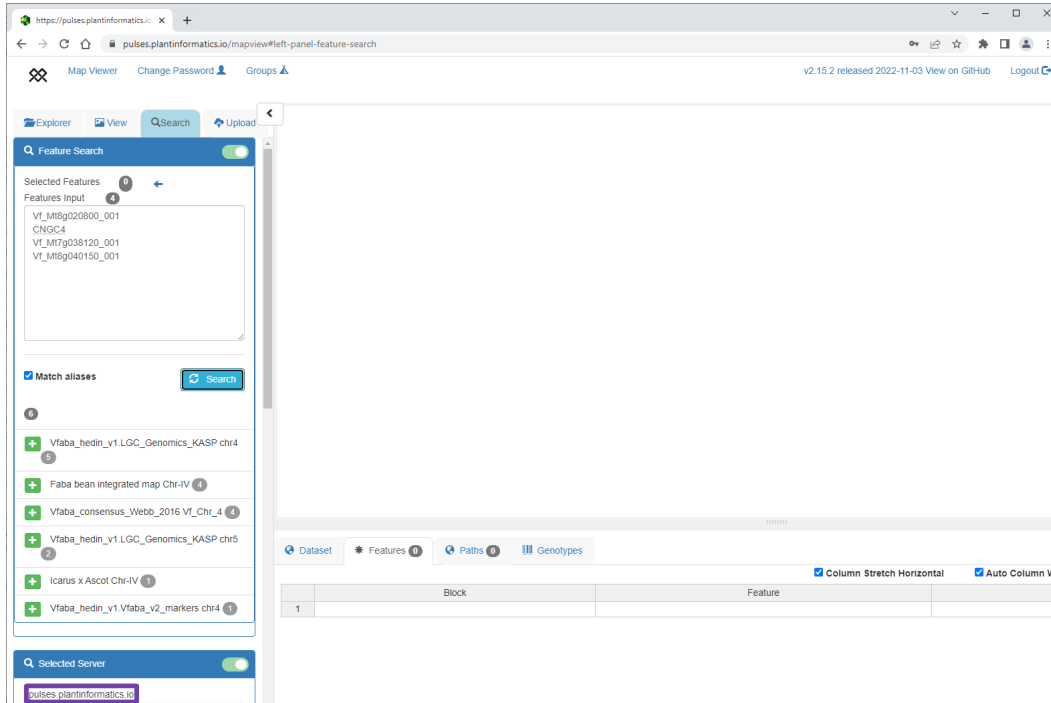 https://pulses.plantinformatics.io
pulses.plantinformatics.io/mapview#left-panel-feature-search
Map Viewer Change Password Groups v2.15.2 released 2022-11-03 View on GitHub Logout
Explorer View Search Upload
Feature Search
Selected Features 0
Features Input 4
Vf_Mt8g020800_001
CNGC4
Vf_Mt7g038120_001
Vf_Mt8g040150_001
Match aliases Search
6
Vfaba_hedin_v1.LGC_Genomics_KASP chr4
5
Faba bean integrated map Chr-IV 4
Vfaba_consensus_Webb_2016 Vf_Chr_4 4
Vfaba_hedin_v1.LGC_Genomics_KASP chr5
2
Icarus x Ascot Chr-IV 1
Vfaba_hedin_v1.Vfaba_v2_markers chr4 1
Selected Server
pulses.plantinformatics.io
Dataset Features 0 Paths 0 Genotypes
Column Stretch Horizontal Auto Column W
Block Feature
1